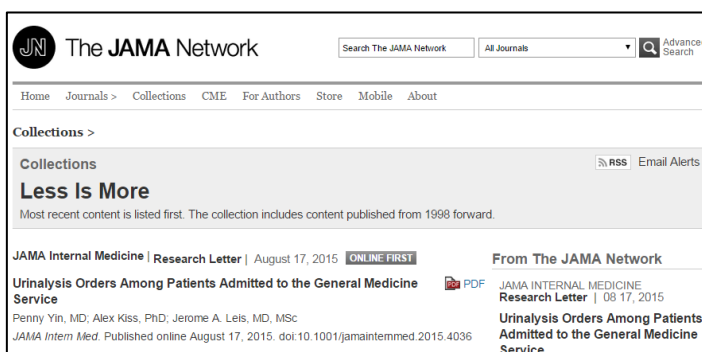 JN The JAMA Network
Search The JAMA Network All Journals Advance
Search
Home Journals > Collections CME For Authors Store Mobile About
Collections >
Collections
RSS Email Alerts
Less Is More
Most recent content is listed first. The collection includes content published from 1998 forward.
JAMA Internal Medicine | Research Letter | August 17, 2015 ONLINE FIRST
Urinalysis Orders Among Patients Admitted to the General Medicine
Service
PDF PDF
Penny Yin, MD; Alex Kiss, PhD; Jerome A. Leis, MD, MSc
JAMA Intern Med. Published online August 17, 2015. doi:10.1001/jamainternmed.2015.4036
From The JAMA Network
JAMA INTERNAL MEDICINE
Research Letter | 08 17, 2015
Urinalysis Orders Among Patients
Admitted to the General Medicine
Service